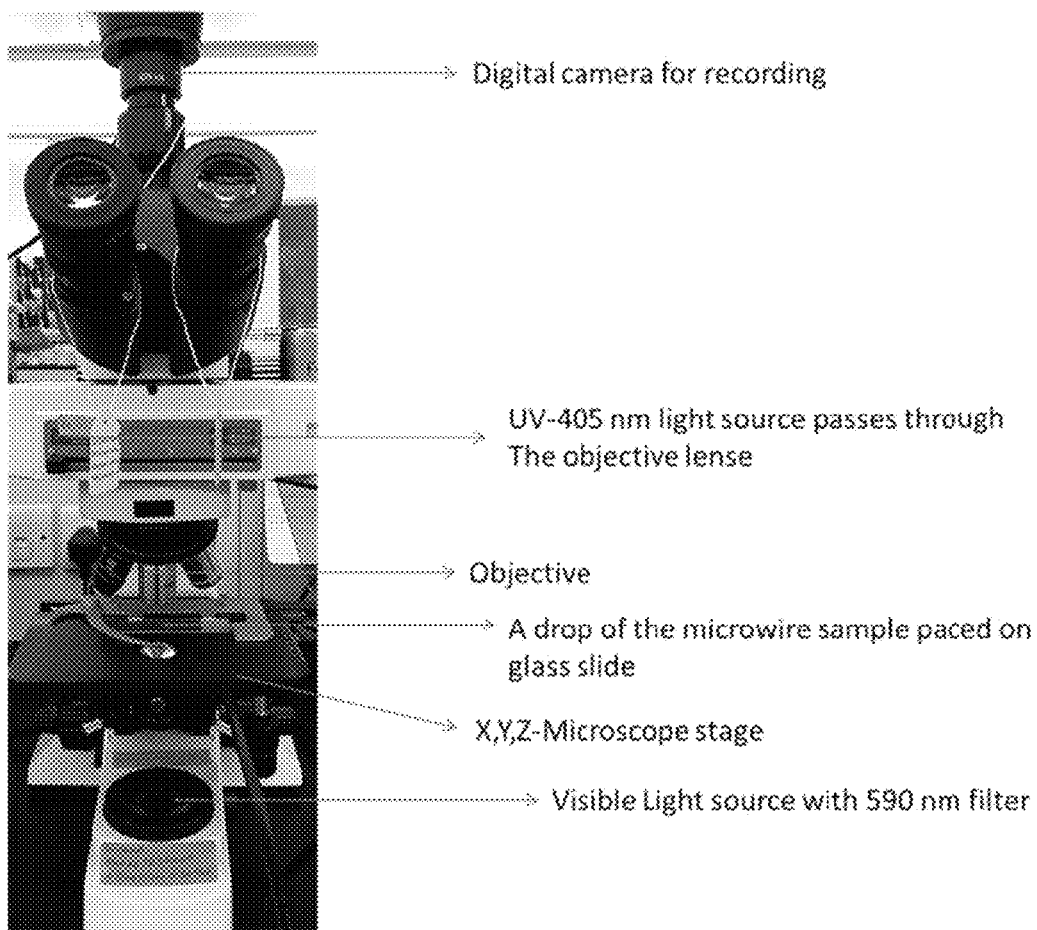 Digital camera for recording
UV-405 nm light source passes through
The objective lense
Objective
A drop of the microwire sample paced on
glass slide
X,Y,Z-Microscope stage
Visible Light source with 590 nm filter